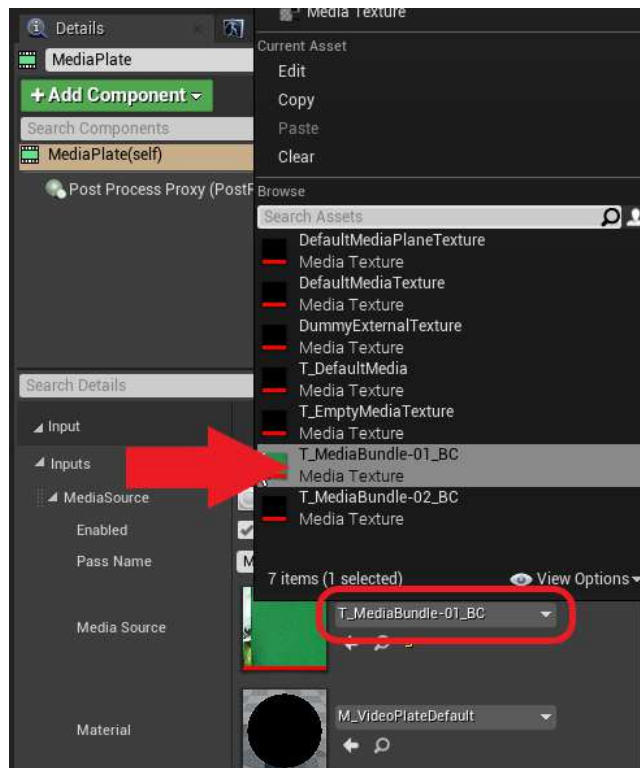 Details
MediaPlate
+ Add Component
Search Components
MediaPlate(self)
Post Process Proxy (PostF
Search Details
Input
Inputs
MediaSource
Enabled
Pass Name
M
Media Source
Material
Media Texture
Current Asset
Edit
Copy
Paste
Clear
Browse
Search Assets
DefaultMediaPlaneTexture
Media Texture
DefaultMediaTexture
Media Texture
DummyExternalTexture
Media Texture
T_DefaultMedia
Media Texture
T_EmptyMediaTexture
Media Texture
T_MediaBundle-01_BC
Media Texture
T_MediaBundle-02_BC
Media Texture
7 items (1 selected)
View Options
T_MediaBundle-01_BC
M_VideoPlateDefault